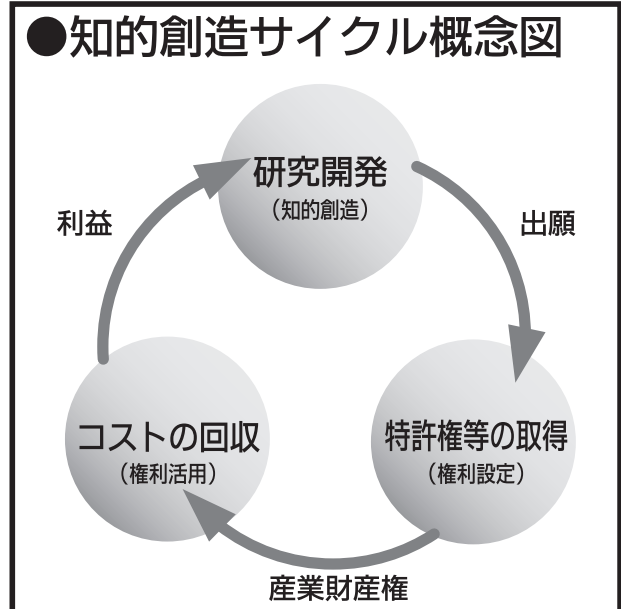 ●知的創造サイクル概念図
研究開発
（知的創造）
利益
出願
コストの回収
（権利活用）
特許権等の取得
（権利設定）
産業財産権